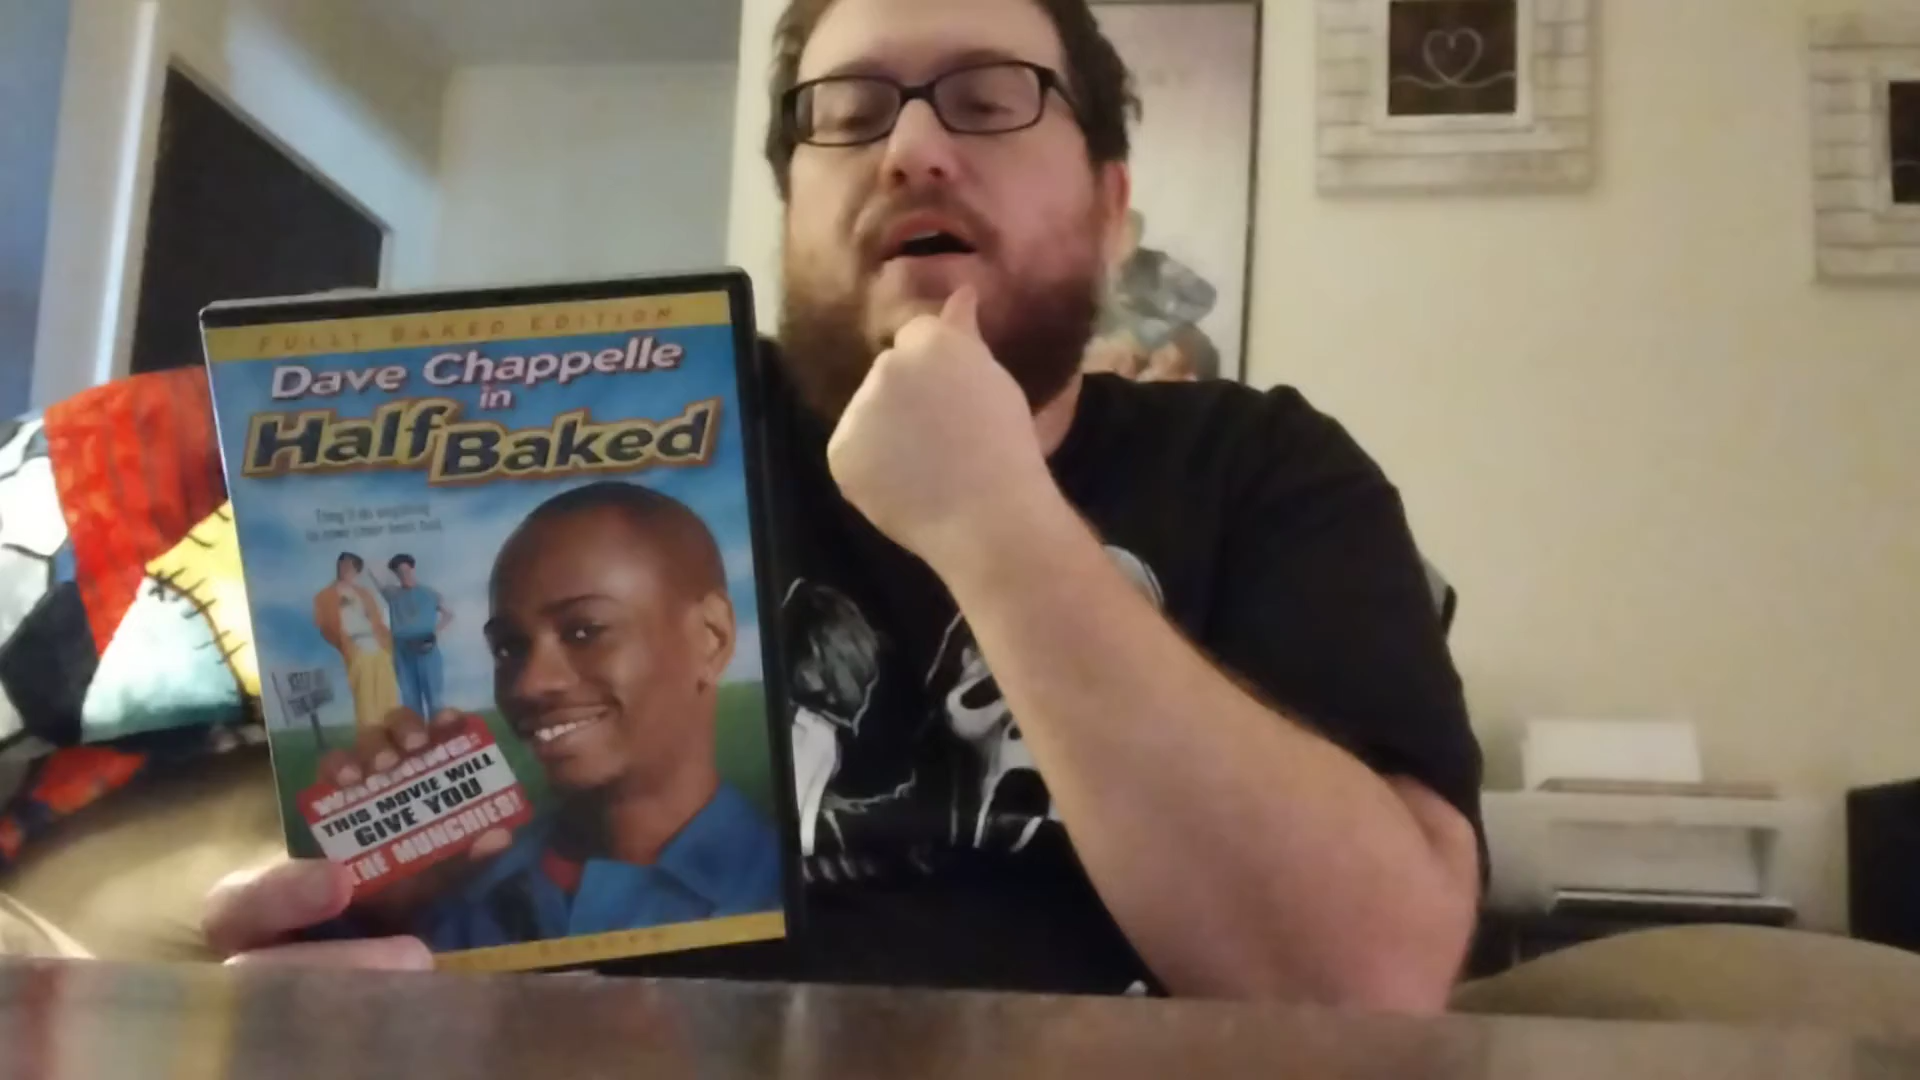 FULLY BAKED EDITION
Dave Chappelle
in
Half Baked
WARNING:
THIS MOVIE WILL
GIVE YOU
THE MUNCHIES!